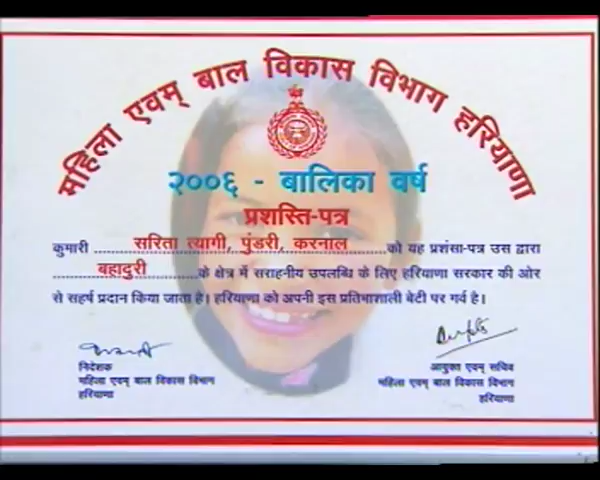 महिला एवम् बाल विकास विभाग हरियाणा
२००६ - बालिका वर्ष
प्रशस्ति-पत्र
कुमारी ..........सरिता त्यागी, पुंडरी, करनाल..........को यह प्रशंसा-पत्र उस द्वारा
..........बहादुरी..........के क्षेत्र में सराहनीय उपलब्धि के लिए हरियाणा सरकार की ओर
से सहर्ष प्रदान किया जाता है। हरियाणा को अपनी इस प्रतिभाशाली बेटी पर गर्व है।
निदेशक
महिला एवम् बाल विकास विभाग
हरियाणा
आयुक्त एवम् सचिव
महिला एवम् बाल विकास विभाग
हरियाणा